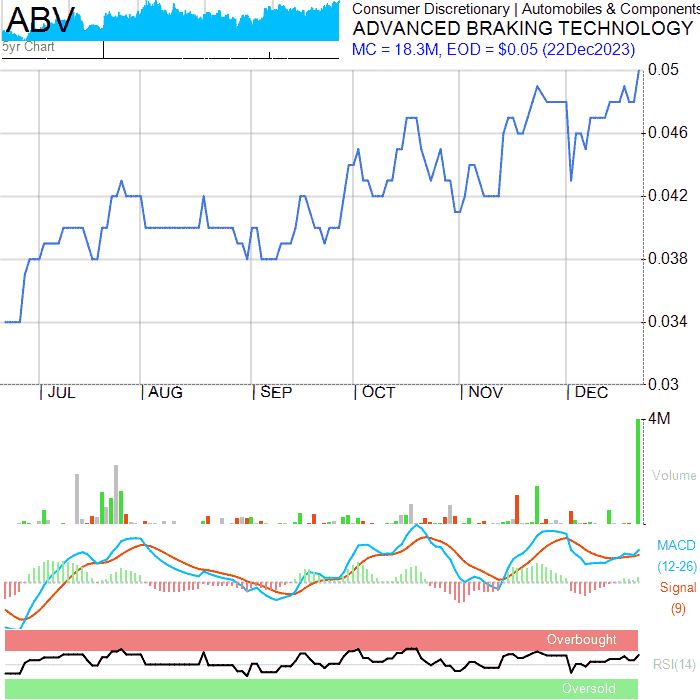 ABV
5yr Chart
Consumer Discretionary | Automobiles & Components
ADVANCED BRAKING TECHNOLOGY
MC = 18.3M, EOD = $0.05 (22Dec2023)
0.05
0.046
0.042
0.038
0.034
0.03
JUL AUG SEP OCT NOV DEC
4M
Volume
MACD
(12-26)
Signal
(9)
Overbought
RSI(14)
Oversold